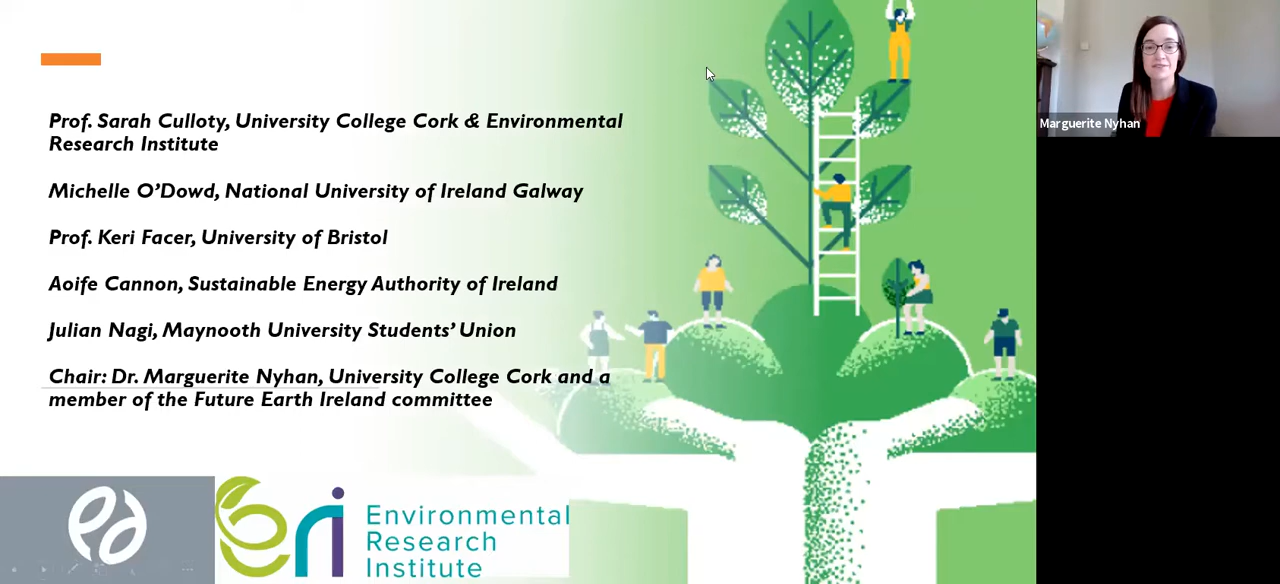 Prof. Sarah Culloty, University College Cork & Environmental
Research Institute
Michelle O’Dowd, National University of Ireland Galway
Prof. Keri Facer, University of Bristol
Aoife Cannon, Sustainable Energy Authority of Ireland
Julian Nagi, Maynooth University Students’ Union
Chair: Dr. Marguerite Nyhan, University College Cork and a
member of the Future Earth Ireland committee
eri Environmental
Research
Institute
Marguerite Nyhan